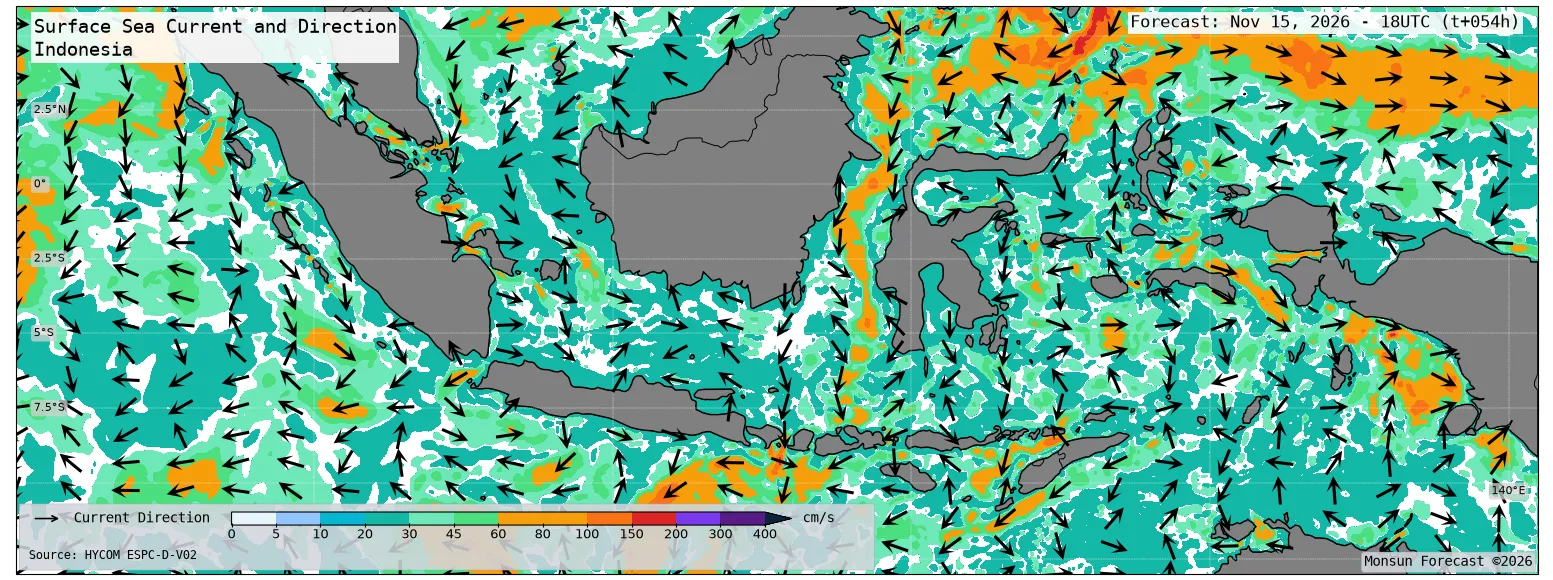 Surface Sea Current and Direction
Indonesia
Forecast: Nov 15, 2026 - 18UTC (t+054h)
2.5°N
0°
2.5°S
5°S
7.5°S
140°E
Current Direction
0 5 10 20 30 45 60 80 100 150 200 300 400 cm/s
Source: HYCOM ESPC-D-V02
Monsun Forecast ©2026